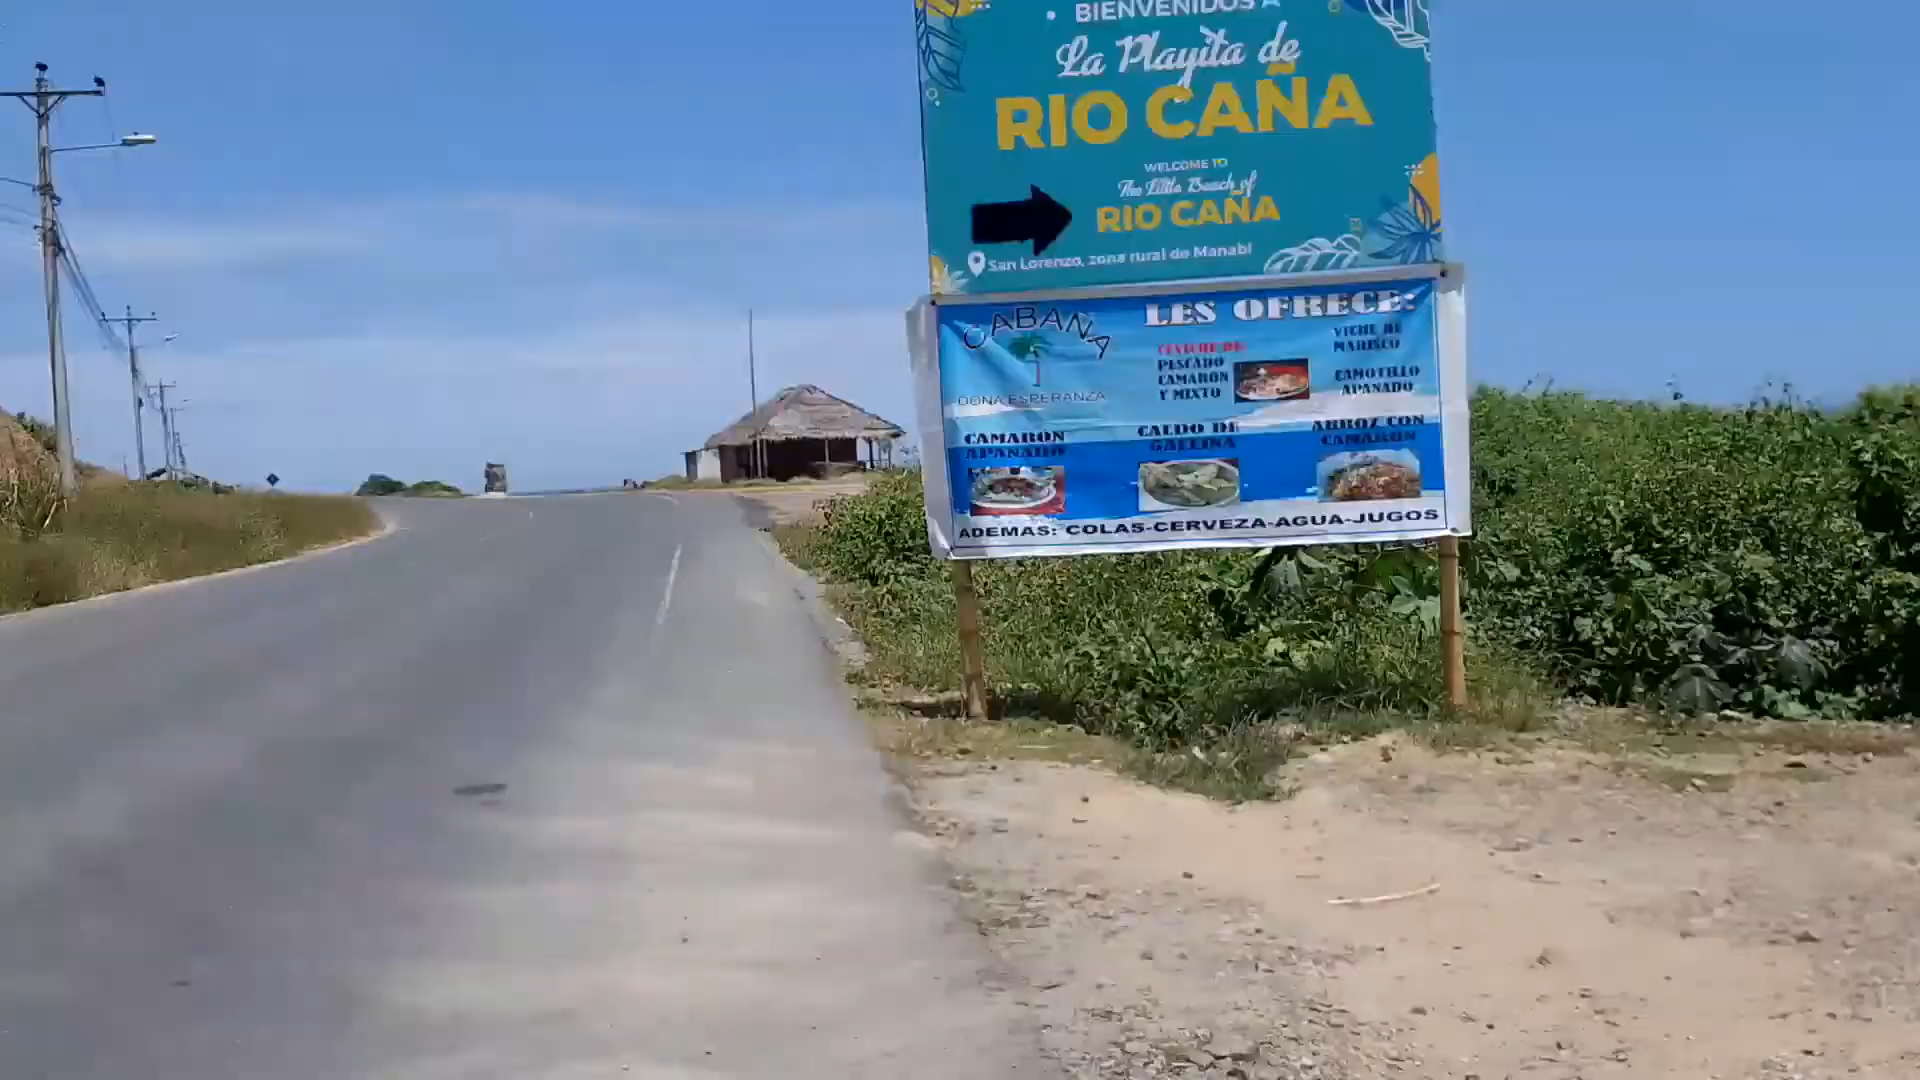 BIENVENIDOS A
La Playita de
RIO CAÑA
WELCOME TO
The Little Beach of
RIO CAÑA
San Lorenzo, zona rural de Manabí
CABAÑA
DOÑA ESPERANZA
LES OFRECE:
CEVICHE DE
PESCADO
CAMARON
Y MIXTO
VICHE DE
MARISCO
CAMOTILLO
APANADO
CAMARON
APANADO
CALDO DE
GALLINA
ARROZ CON
CAMARON
ADEMAS: COLAS-CERVEZA-AGUA-JUGOS